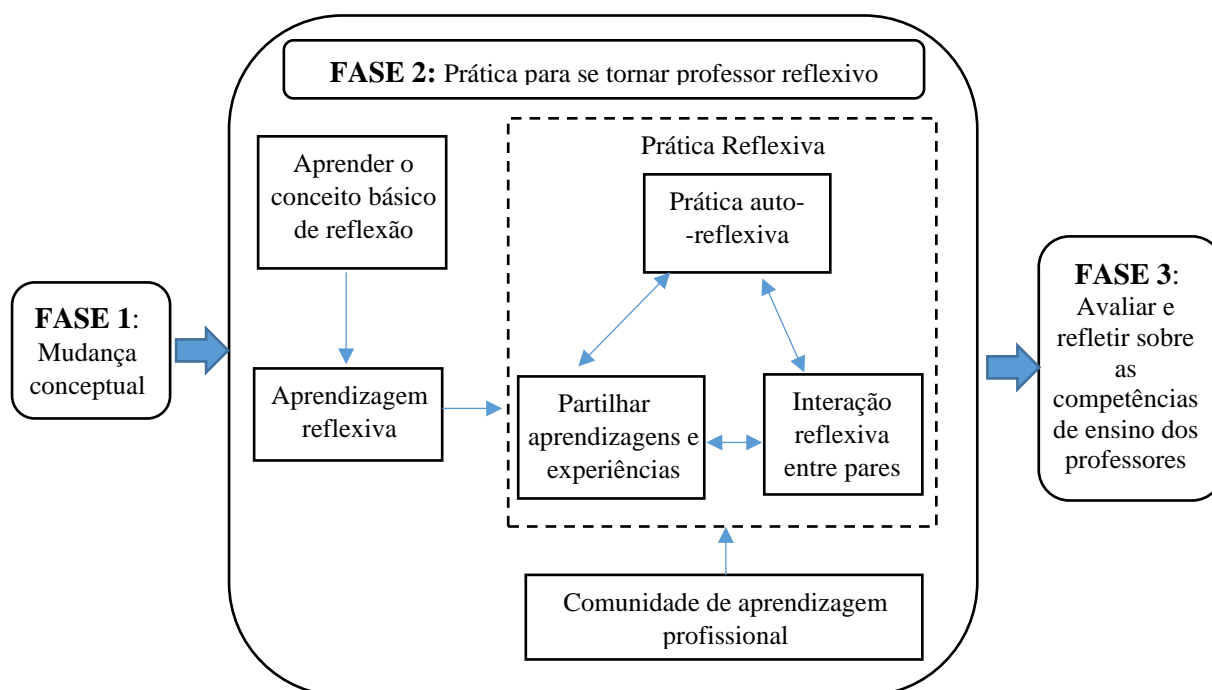 FASE 2: Prática para se tornar professor reflexivo
Aprender o
conceito básico
de reflexão
Prática Reflexiva
Prática auto-
-reflexiva
FASE 1:
Mudança
conceptual
Aprendizagem
reflexiva
Partilhar
aprendizagens e
experiências
Interação
reflexiva
entre pares
Comunidade de aprendizagem
profissional
FASE 3:
Avaliar e
refletir sobre
as
competências
de ensino dos
professores